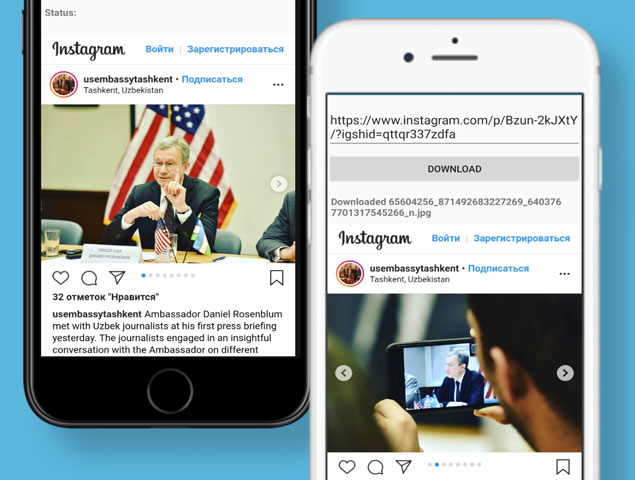 Status:
Instagram
Войти | Зарегистрироваться
usembassytashkent • Подписаться
Tashkent, Uzbekistan
32 отметок "Нравится"
usembassytashkent Ambassador Daniel Rosenblum
met with Uzbek journalists at his first press briefing
yesterday. The journalists engaged in an insightful
conversation with the Ambassador on different
https://www.instagram.com/p/Bzun-2kJXtY
/?igshid=qttqr337zdfa
DOWNLOAD
Downloaded 65604256_871492683227269_640376
7701317545266_n.jpg
Instagram
Войти | Зарегистрироваться
usembassytashkent • Подписаться
Tashkent, Uzbekistan